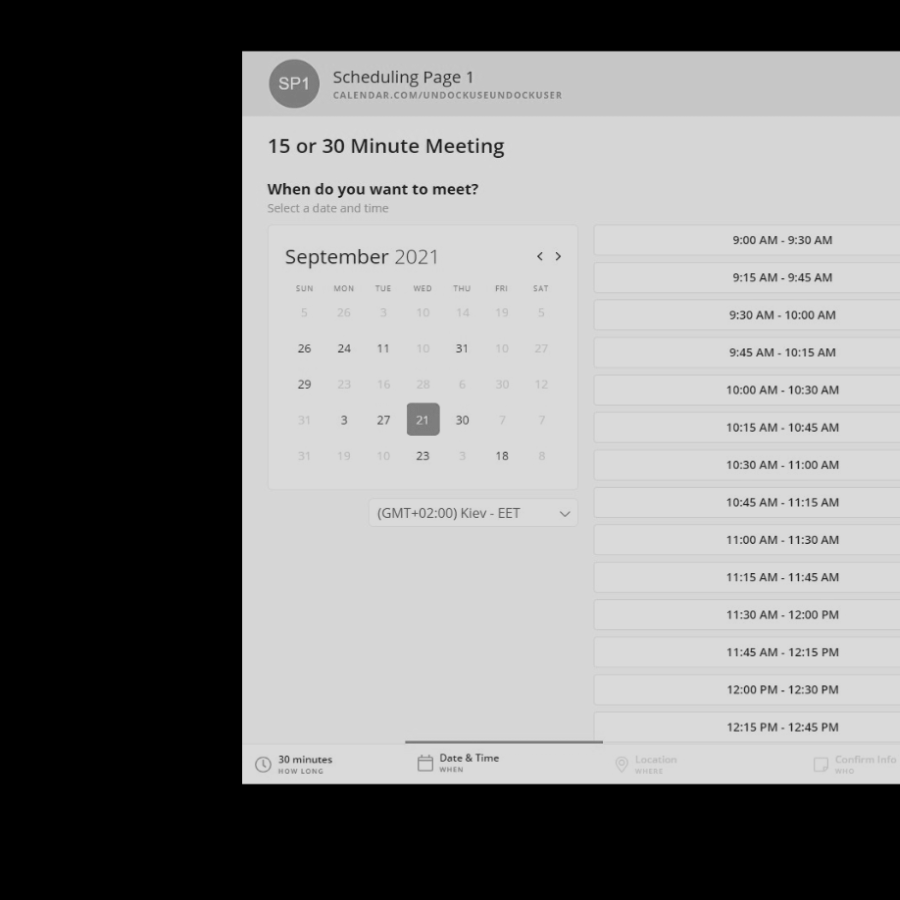 SP1
Scheduling Page 1
CALENDAR.COM/UNDOCKUSEUNDOCKUSER
15 or 30 Minute Meeting
When do you want to meet?
Select a date and time
September 2021
SUN MON TUE WED THU FRI SAT
5 26 3 10 14 19 5
26 24 11 10 31 10 27
29 23 16 28 6 30 12
31 3 27 21 30 7 7
31 19 10 23 3 18 8
(GMT+02:00) Kiev - EET
9:00 AM - 9:30 AM
9:15 AM - 9:45 AM
9:30 AM - 10:00 AM
9:45 AM - 10:15 AM
10:00 AM - 10:30 AM
10:15 AM - 10:45 AM
10:30 AM - 11:00 AM
10:45 AM - 11:15 AM
11:00 AM - 11:30 AM
11:15 AM - 11:45 AM
11:30 AM - 12:00 PM
11:45 AM - 12:15 PM
12:00 PM - 12:30 PM
12:15 PM - 12:45 PM
30 minutes
HOW LONG
Date & Time
WHEN
Location
WHERE
Confirm Info
WHO